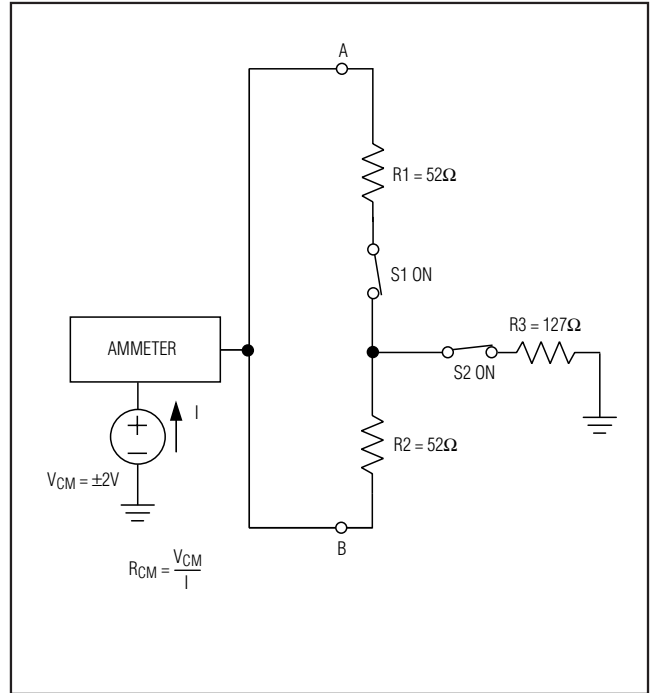 A
R1 = 52Ω
S1 ON
R3 = 127Ω
AMMETER
S2 ON
I
+
−
R2 = 52Ω
VCM = ±2V
B
RCM = VCM
I